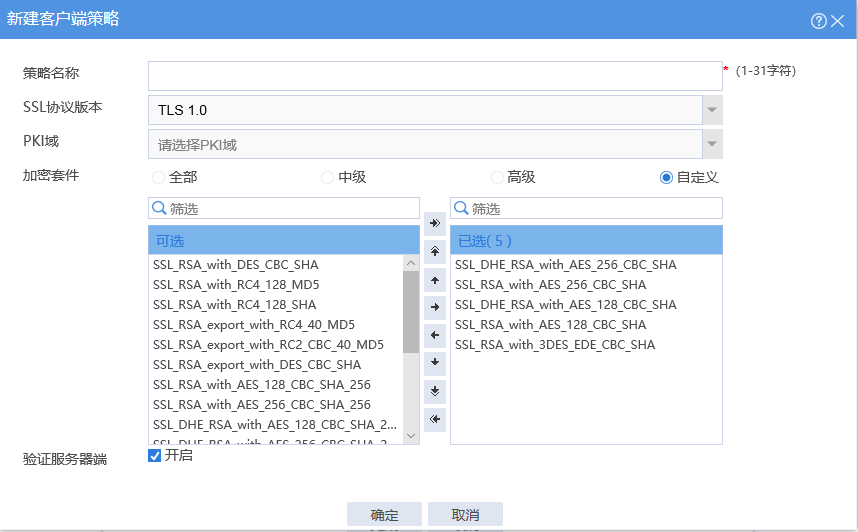 新建客户端策略
策略名称
* (1-31字符)
SSL协议版本
TLS 1.0
PKI域
请选择PKI域
加密套件
全部 中级 高级 自定义
筛选 筛选
可选 已选( 5 )
SSL_RSA_with_DES_CBC_SHA
SSL_RSA_with_RC4_128_MD5
SSL_RSA_with_RC4_128_SHA
SSL_RSA_export_with_RC4_40_MD5
SSL_RSA_export_with_RC2_CBC_40_MD5
SSL_RSA_export_with_DES_CBC_SHA
SSL_RSA_with_AES_128_CBC_SHA_256
SSL_RSA_with_AES_256_CBC_SHA_256
SSL_DHE_RSA_with_AES_128_CBC_SHA_2...
SSL_DHE_RSA_with_AES_256_CBC_SHA_2...
SSL_DHE_RSA_with_AES_256_CBC_SHA
SSL_RSA_with_AES_256_CBC_SHA
SSL_DHE_RSA_with_AES_128_CBC_SHA
SSL_RSA_with_AES_128_CBC_SHA
SSL_RSA_with_3DES_EDE_CBC_SHA
验证服务器端
开启
确定 取消